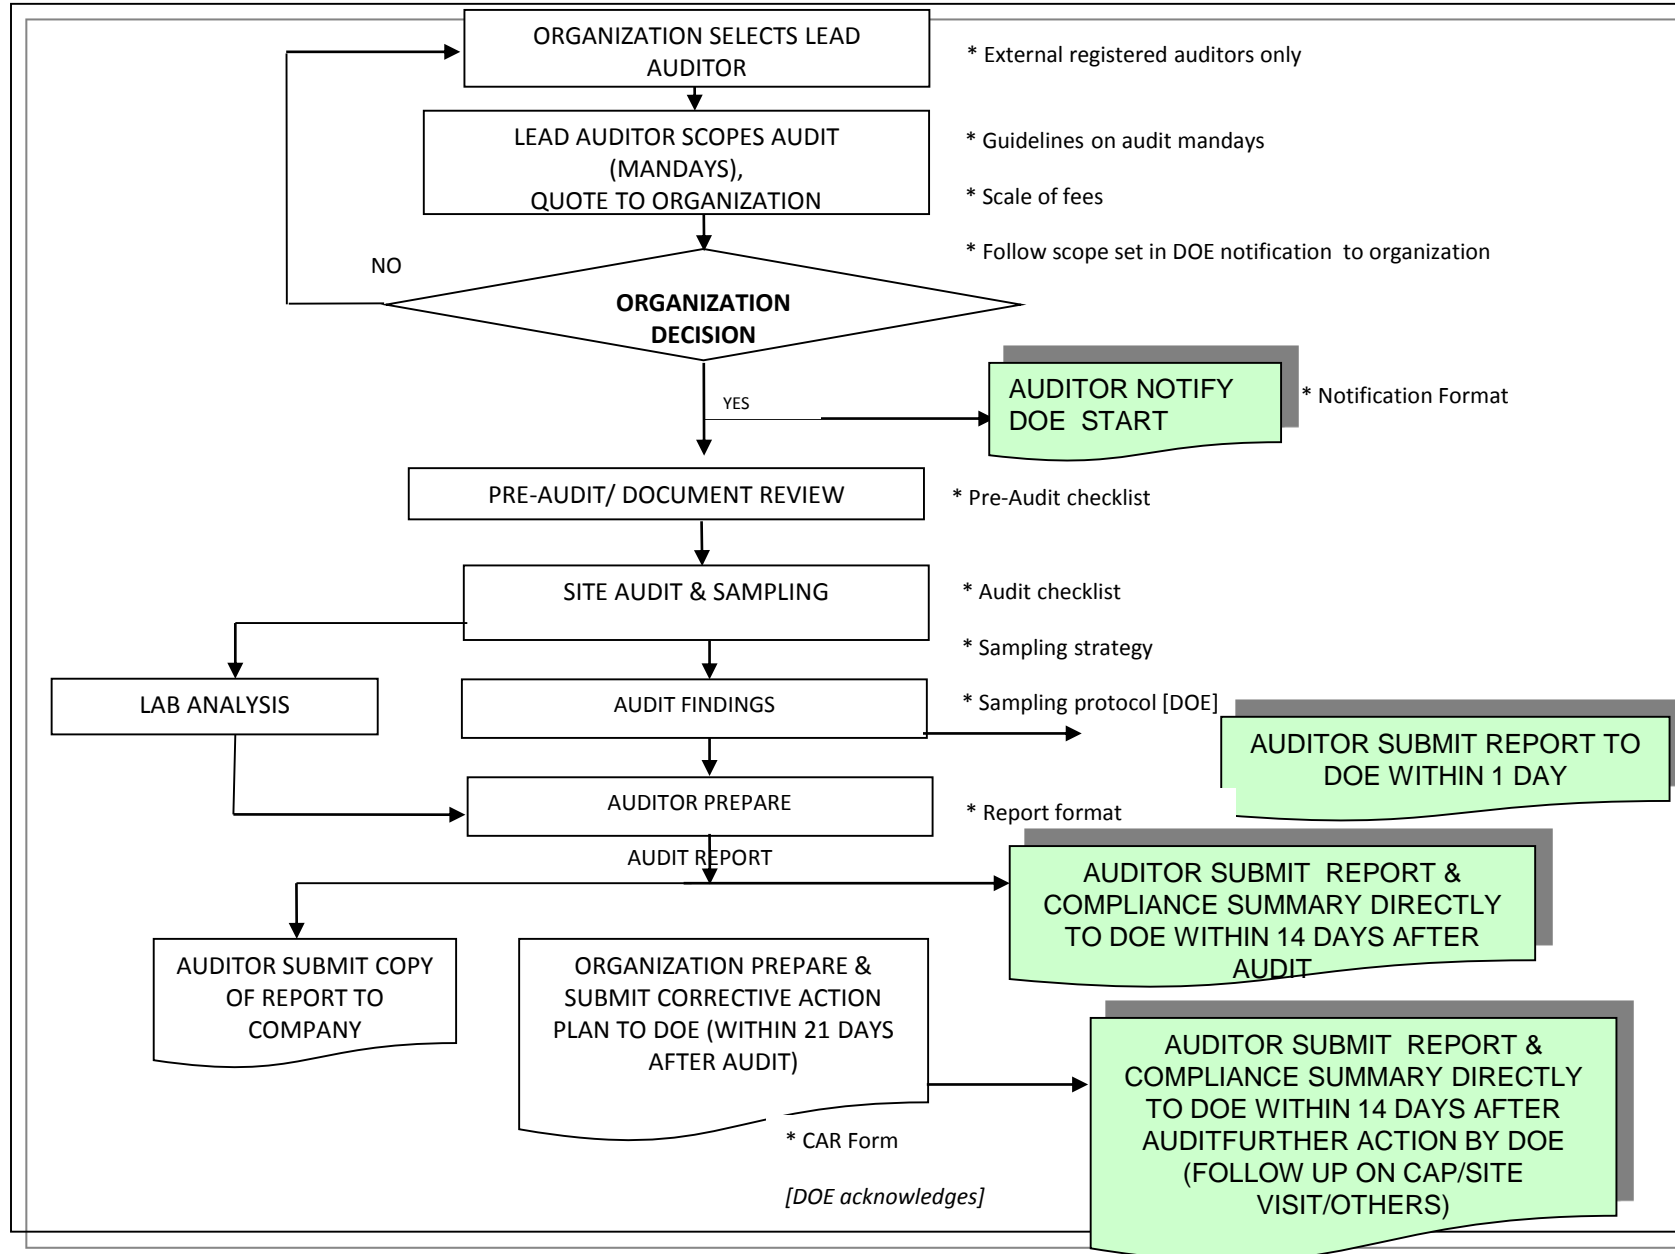 ORGANIZATION SELECTS LEAD
AUDITOR
* External registered auditors only
LEAD AUDITOR SCOPES AUDIT
(MANDAYS),
QUOTE TO ORGANIZATION
* Guidelines on audit mandays
* Scale of fees
* Follow scope set in DOE notification to organization
NO
ORGANIZATION
DECISION
YES
AUDITOR NOTIFY
DOE START
* Notification Format
PRE-AUDIT/ DOCUMENT REVIEW
* Pre-Audit checklist
SITE AUDIT & SAMPLING
* Audit checklist
* Sampling strategy
LAB ANALYSIS
AUDIT FINDINGS
* Sampling protocol [DOE]
AUDITOR SUBMIT REPORT TO
DOE WITHIN 1 DAY
AUDITOR PREPARE
* Report format
AUDIT REPORT
AUDITOR SUBMIT REPORT &
COMPLIANCE SUMMARY DIRECTLY
TO DOE WITHIN 14 DAYS AFTER
AUDIT
AUDITOR SUBMIT COPY
OF REPORT TO
COMPANY
ORGANIZATION PREPARE &
SUBMIT CORRECTIVE ACTION
PLAN TO DOE (WITHIN 21 DAYS
AFTER AUDIT)
AUDITOR SUBMIT REPORT &
COMPLIANCE SUMMARY DIRECTLY
TO DOE WITHIN 14 DAYS AFTER
AUDITFURTHER ACTION BY DOE
(FOLLOW UP ON CAP/SITE
VISIT/OTHERS)
* CAR Form
[DOE acknowledges]